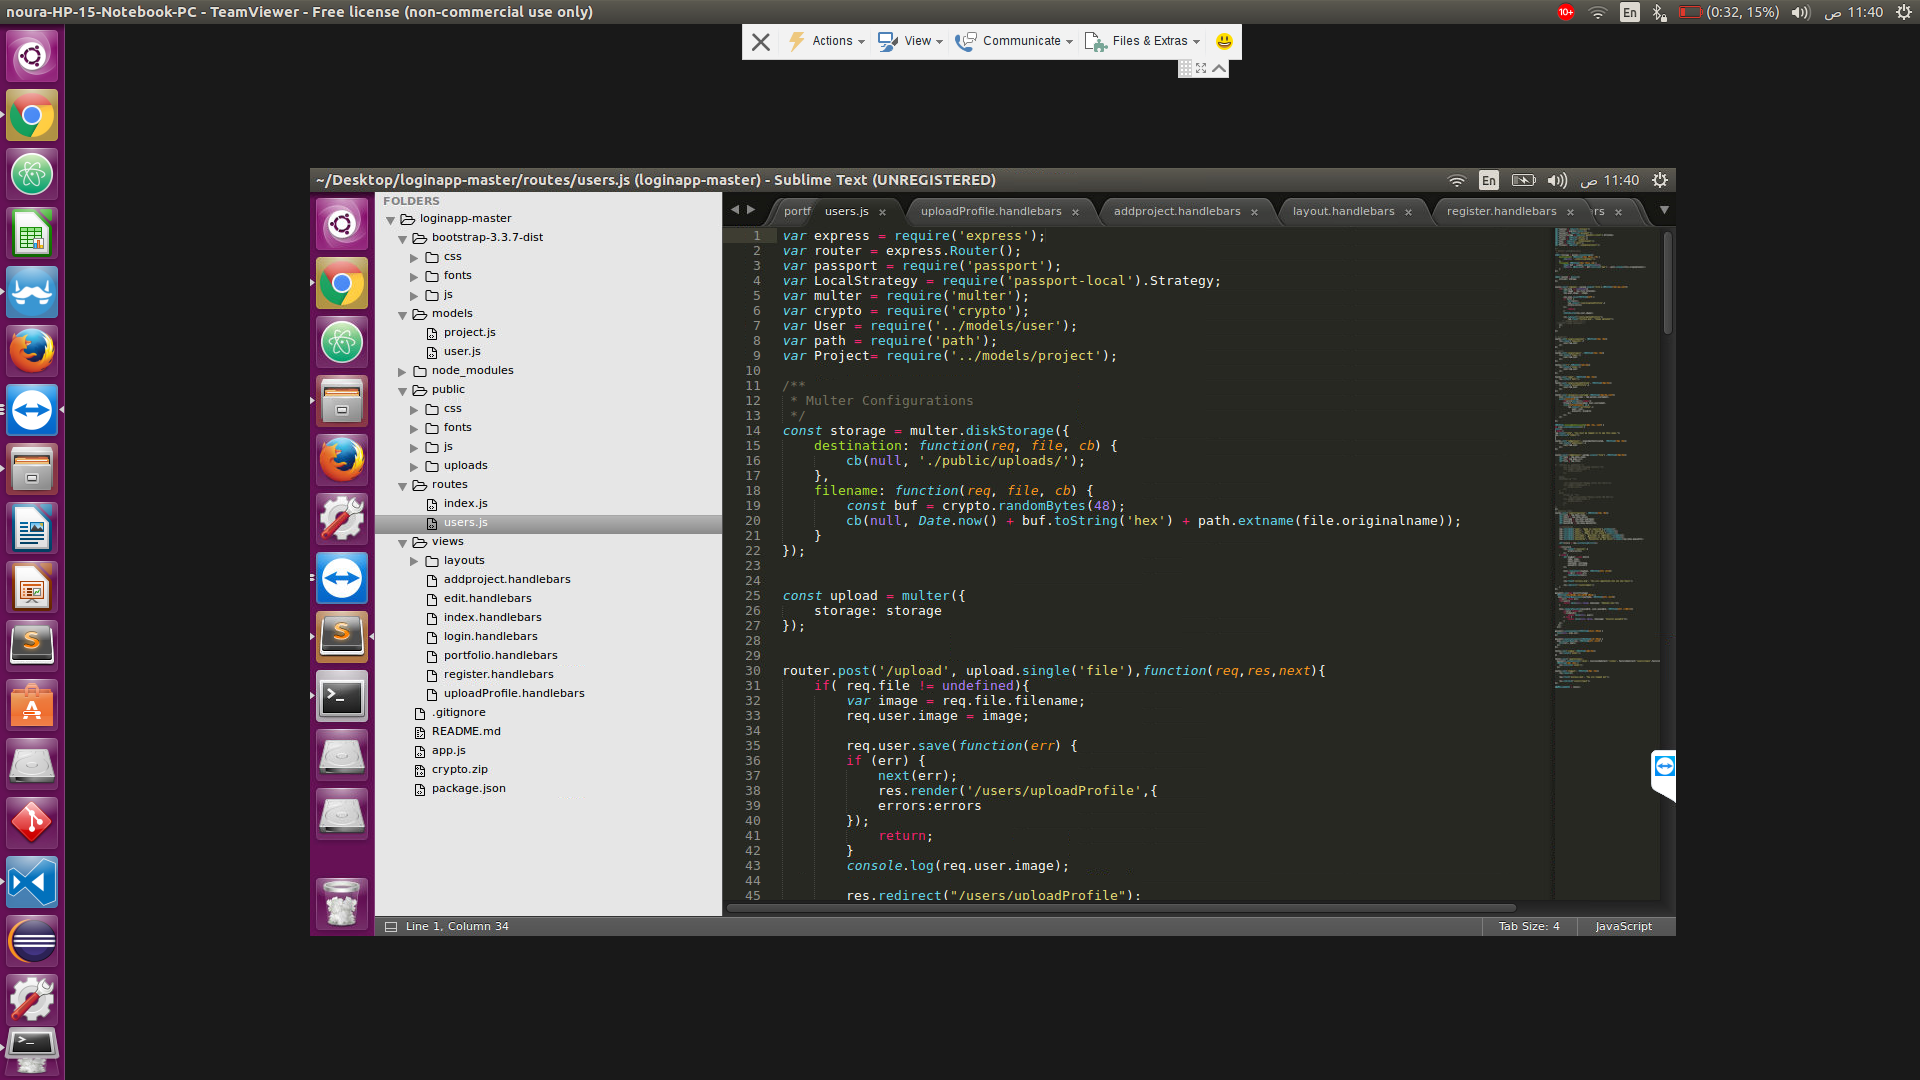 noura-HP-15-Notebook-PC - TeamViewer - Free license (non-commercial use only)
10+ En (0:32, 15%) ص 11:40
Actions View Communicate Files & Extras
~/Desktop/loginapp-master/routes/users.js (loginapp-master) - Sublime Text (UNREGISTERED)
En ص 11:40
FOLDERS
loginapp-master
bootstrap-3.3.7-dist
css
fonts
js
models
project.js
user.js
node_modules
public
css
fonts
js
uploads
routes
index.js
users.js
views
layouts
addproject.handlebars
edit.handlebars
index.handlebars
login.handlebars
portfolio.handlebars
register.handlebars
uploadProfile.handlebars
.gitignore
README.md
app.js
crypto.zip
package.json
portf users.js × uploadProfile.handlebars × addproject.handlebars × layout.handlebars × register.handlebars × rs ×
1 var express = require('express');
2 var router = express.Router();
3 var passport = require('passport');
4 var LocalStrategy = require('passport-local').Strategy;
5 var multer = require('multer');
6 var crypto = require('crypto');
7 var User = require('../models/user');
8 var path = require('path');
9 var Project= require('../models/project');
10
11 /**
12 * Multer Configurations
13 */
14 const storage = multer.diskStorage({
15 destination: function(req, file, cb) {
16 cb(null, './public/uploads/');
17 },
18 filename: function(req, file, cb) {
19 const buf = crypto.randomBytes(48);
20 cb(null, Date.now() + buf.toString('hex') + path.extname(file.originalname));
21 }
22 });
23
24
25 const upload = multer({
26 storage: storage
27 });
28
29
30 router.post('/upload', upload.single('file'),function(req,res,next){
31 if( req.file != undefined){
32 var image = req.file.filename;
33 req.user.image = image;
34
35 req.user.save(function(err) {
36 if (err) {
37 next(err);
38 res.render('/users/uploadProfile',{
39 errors:errors
40 });
41 return;
42 }
43 console.log(req.user.image);
44
45 res.redirect("/users/uploadProfile");
Line 1, Column 34
Tab Size: 4 JavaScript